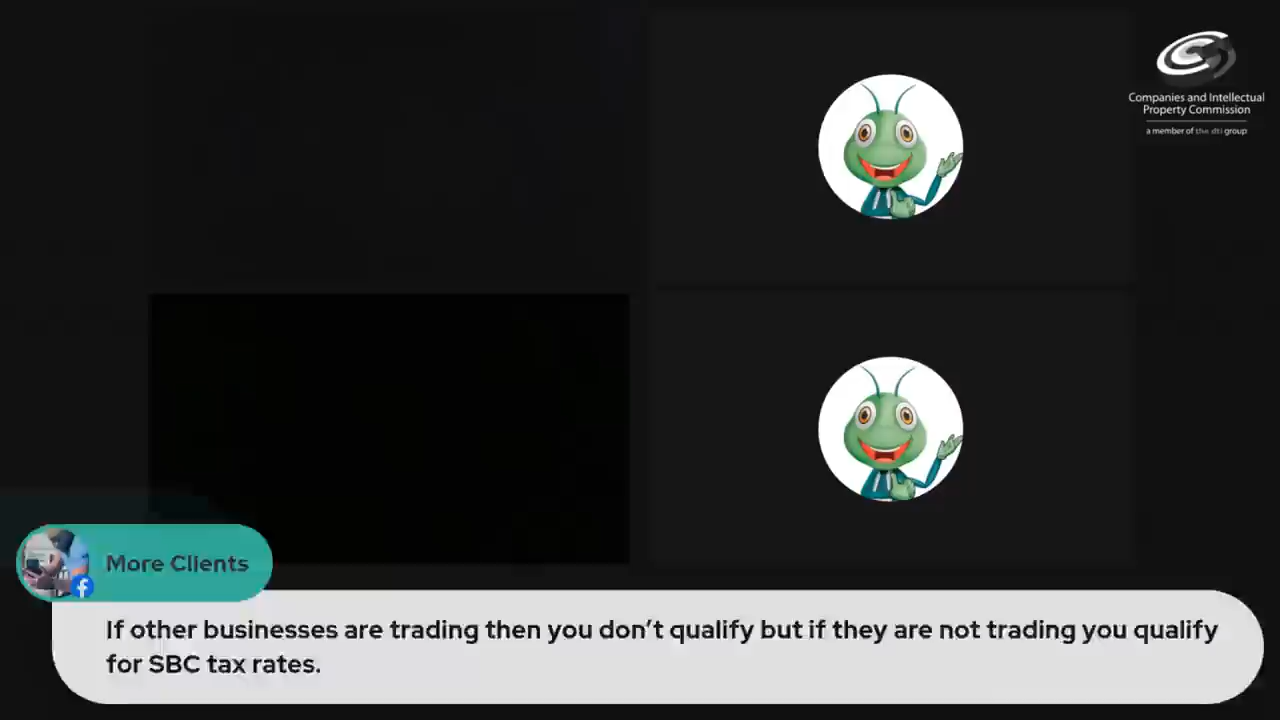 Companies and Intellectual
Property Commission
a member of the dti group
More Clients
If other businesses are trading then you don’t qualify but if they are not trading you qualify
for SBC tax rates.